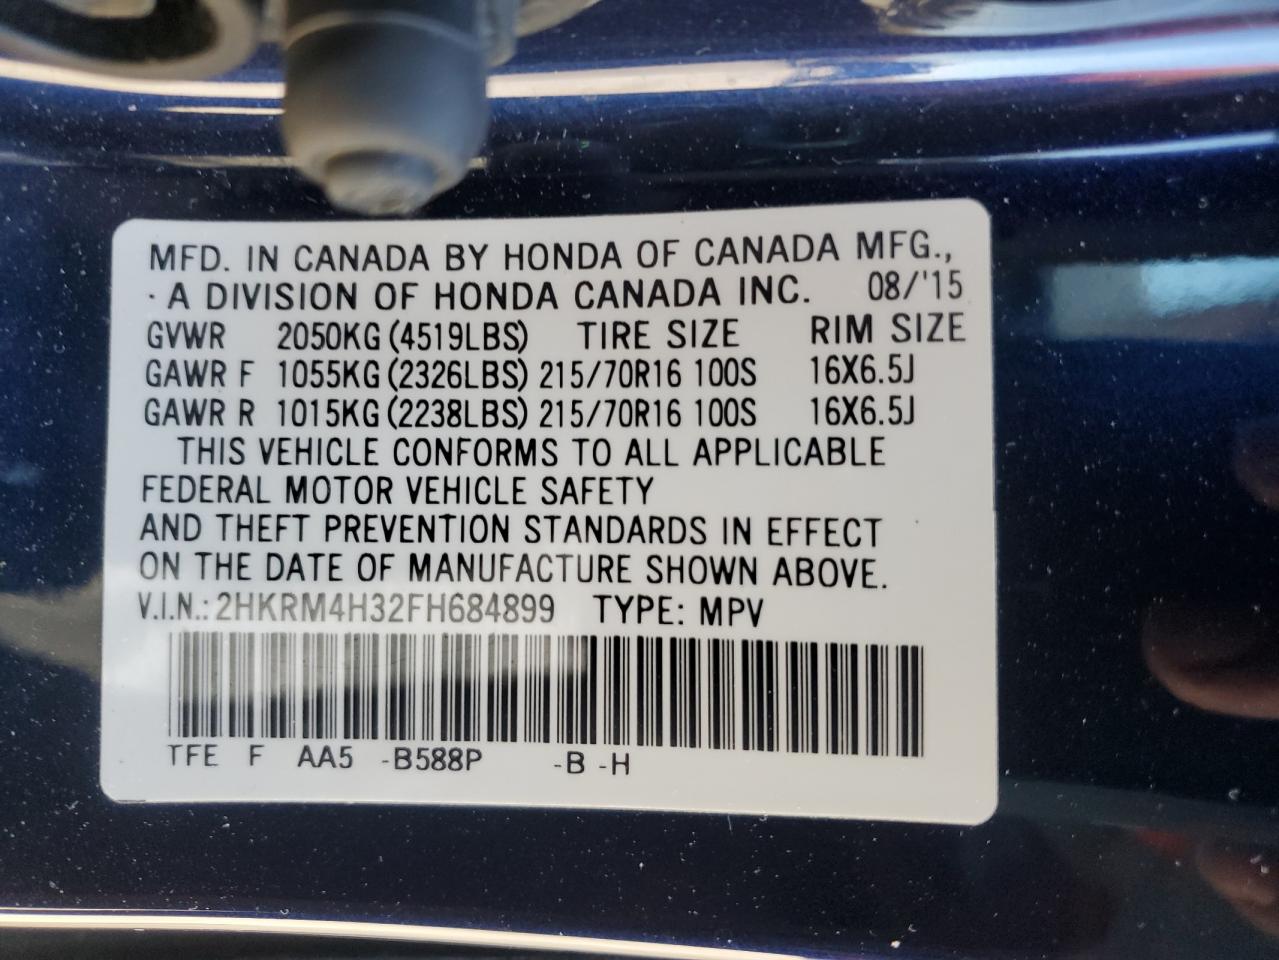 MFD. IN CANADA BY HONDA OF CANADA MFG.,
· A DIVISION OF HONDA CANADA INC. 08/'15
GVWR 2050KG (4519LBS) TIRE SIZE RIM SIZE
GAWR F 1055KG (2326LBS) 215/70R16 100S 16X6.5J
GAWR R 1015KG (2238LBS) 215/70R16 100S 16X6.5J
THIS VEHICLE CONFORMS TO ALL APPLICABLE
FEDERAL MOTOR VEHICLE SAFETY
AND THEFT PREVENTION STANDARDS IN EFFECT
ON THE DATE OF MANUFACTURE SHOWN ABOVE.
V.I.N.: 2HKRM4H32FH684899 TYPE: MPV
TFE F AA5 -B588P -B -H